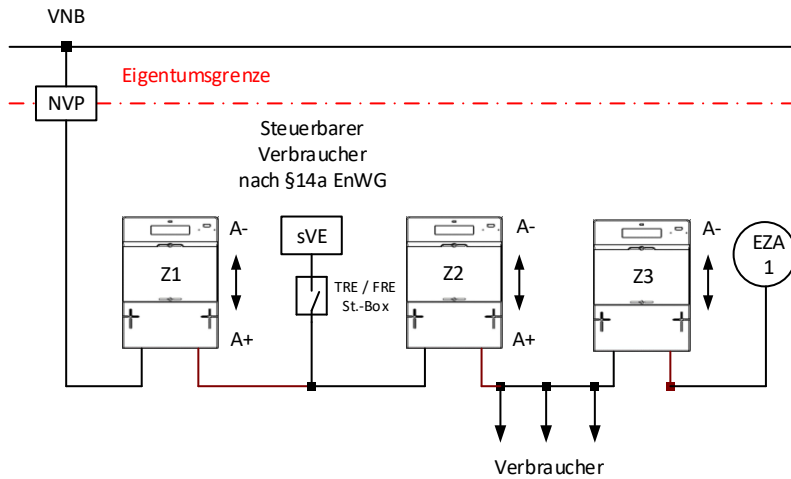 VNB
Eigentumsgrenze
NVP
Steuerbarer
Verbraucher
nach §14a EnWG
A-
sVE
A-
A-
EZA
1
Z1
TRE / FRE
St.-Box
Z2
Z3
A+
A+
Verbraucher